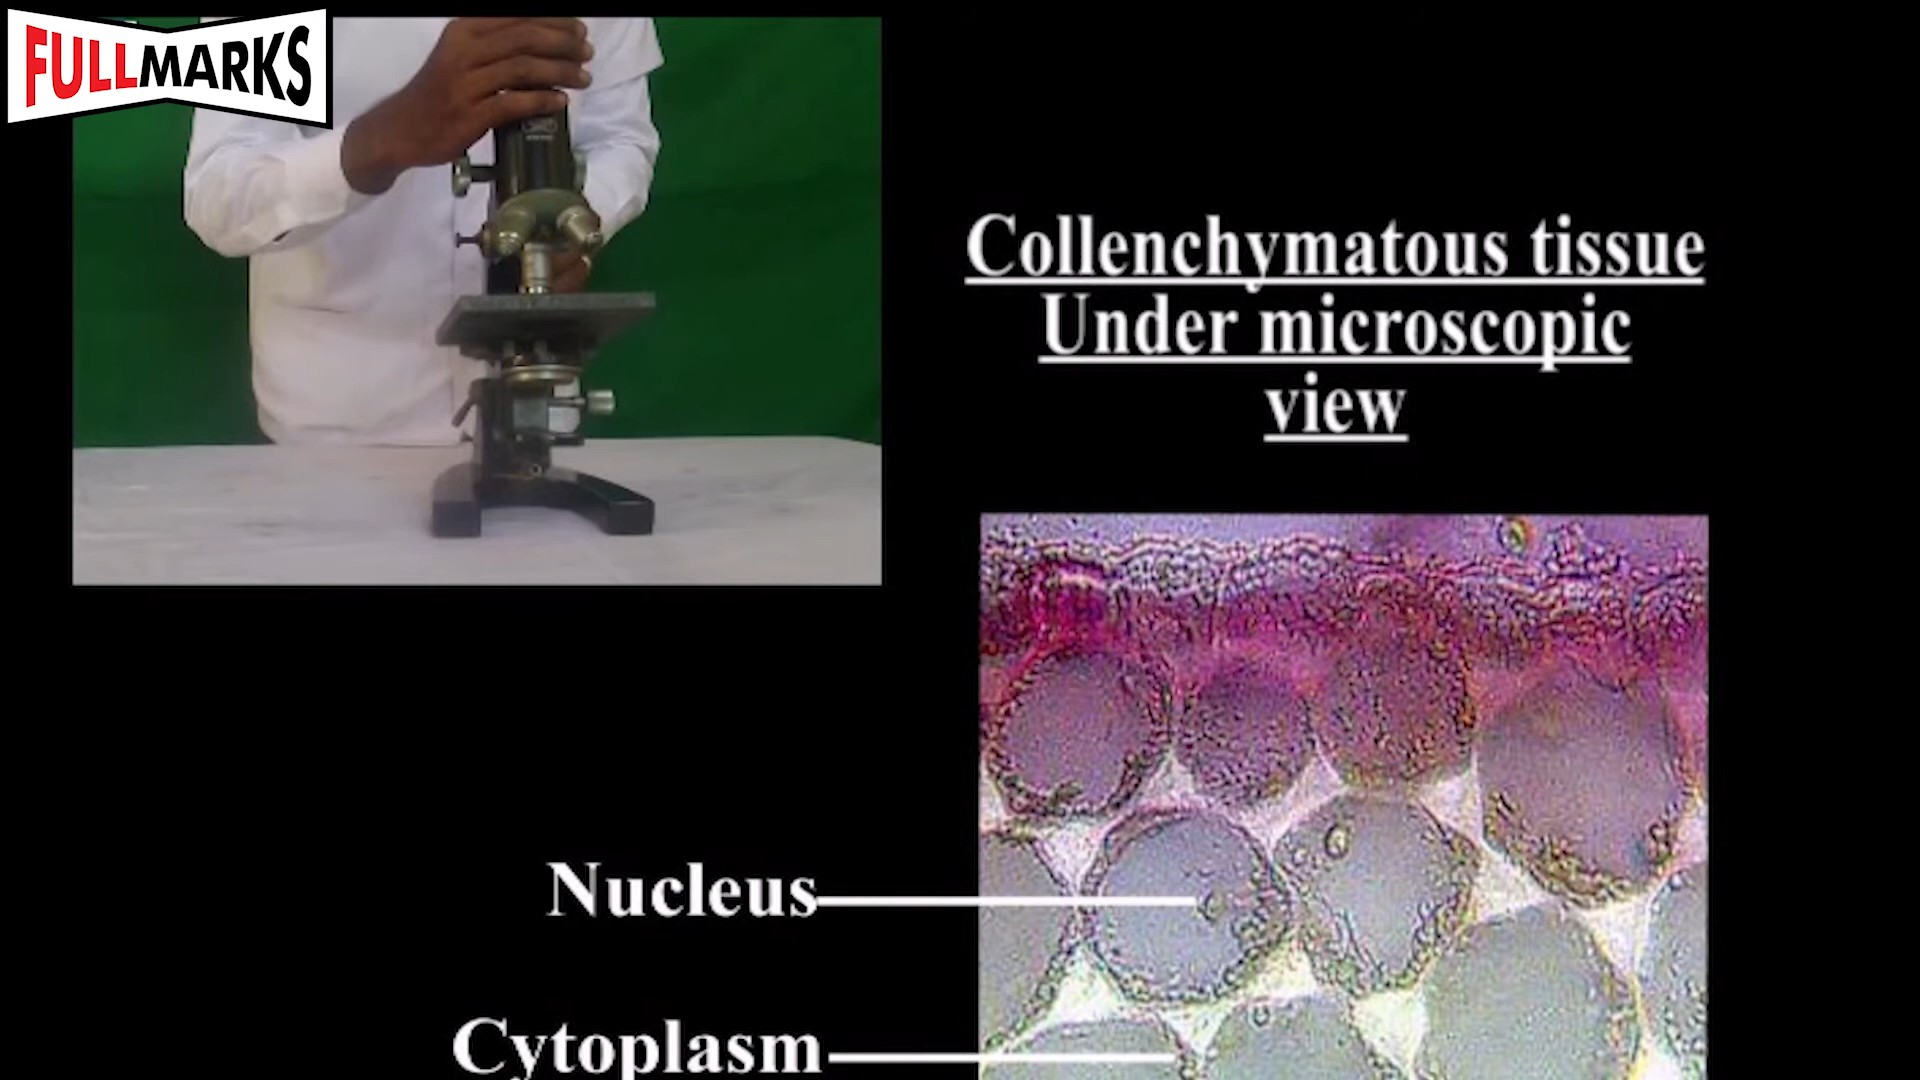 FULLMARKS
Collenchymatous tissue
Under microscopic
view
Nucleus
Cytoplasm